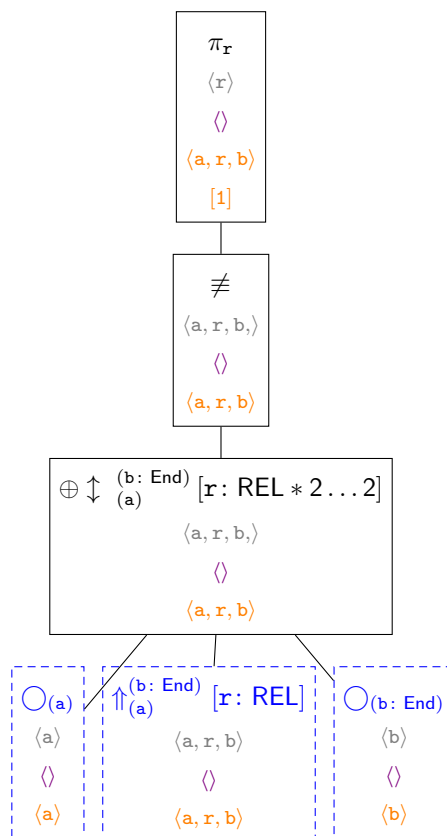 π_r
⟨r⟩
⟨⟩
⟨a, r, b⟩
[1]
≢
⟨a, r, b,⟩
⟨⟩
⟨a, r, b⟩
⊕ ↕ (b: End) (a) [r: REL ∗ 2 … 2]
⟨a, r, b,⟩
⟨⟩
⟨a, r, b⟩
◯(a)
⟨a⟩
⟨⟩
⟨a⟩
⇑(b: End) (a) [r: REL]
⟨a, r, b⟩
⟨⟩
⟨a, r, b⟩
◯(b: End)
⟨b⟩
⟨⟩
⟨b⟩